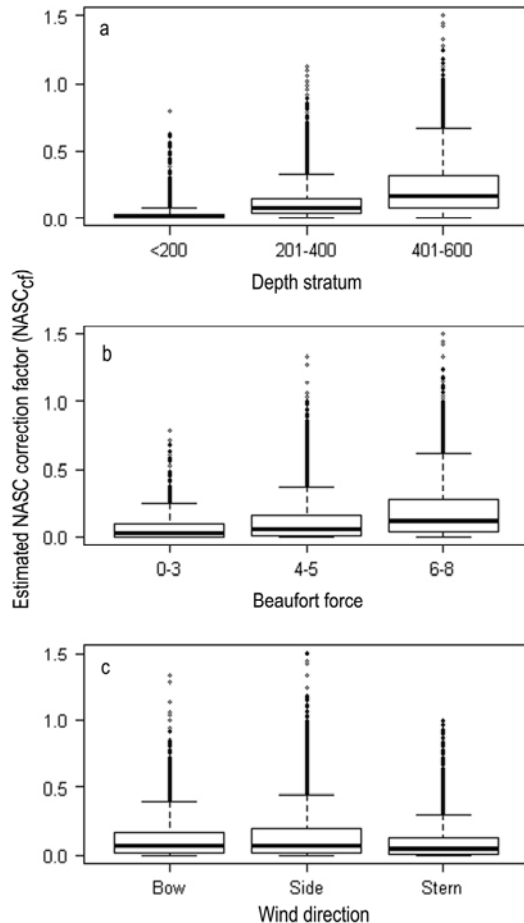 Estimated NASC correction factor (NASCcf)
a
1.5
1.0
0.5
0.0
<200 201-400 401-600
Depth stratum
b
1.5
1.0
0.5
0.0
0-3 4-5 6-8
Beaufort force
c
1.5
1.0
0.5
0.0
Bow Side Stern
Wind direction